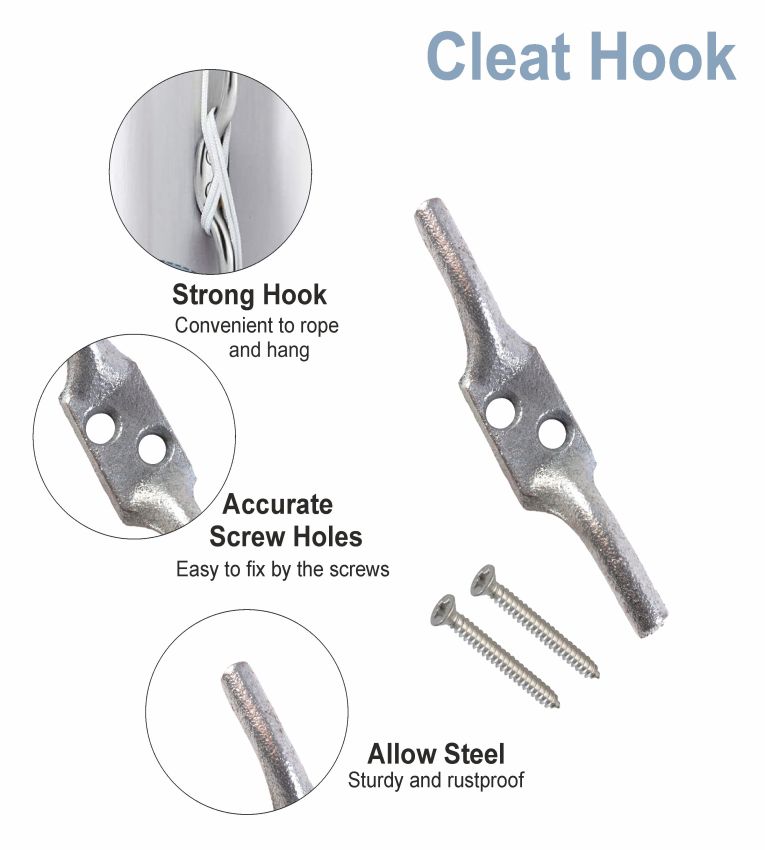 Cleat Hook
Strong Hook
Convenient to rope
and hang
Accurate
Screw Holes
Easy to fix by the screws
Allow Steel
Sturdy and rustproof